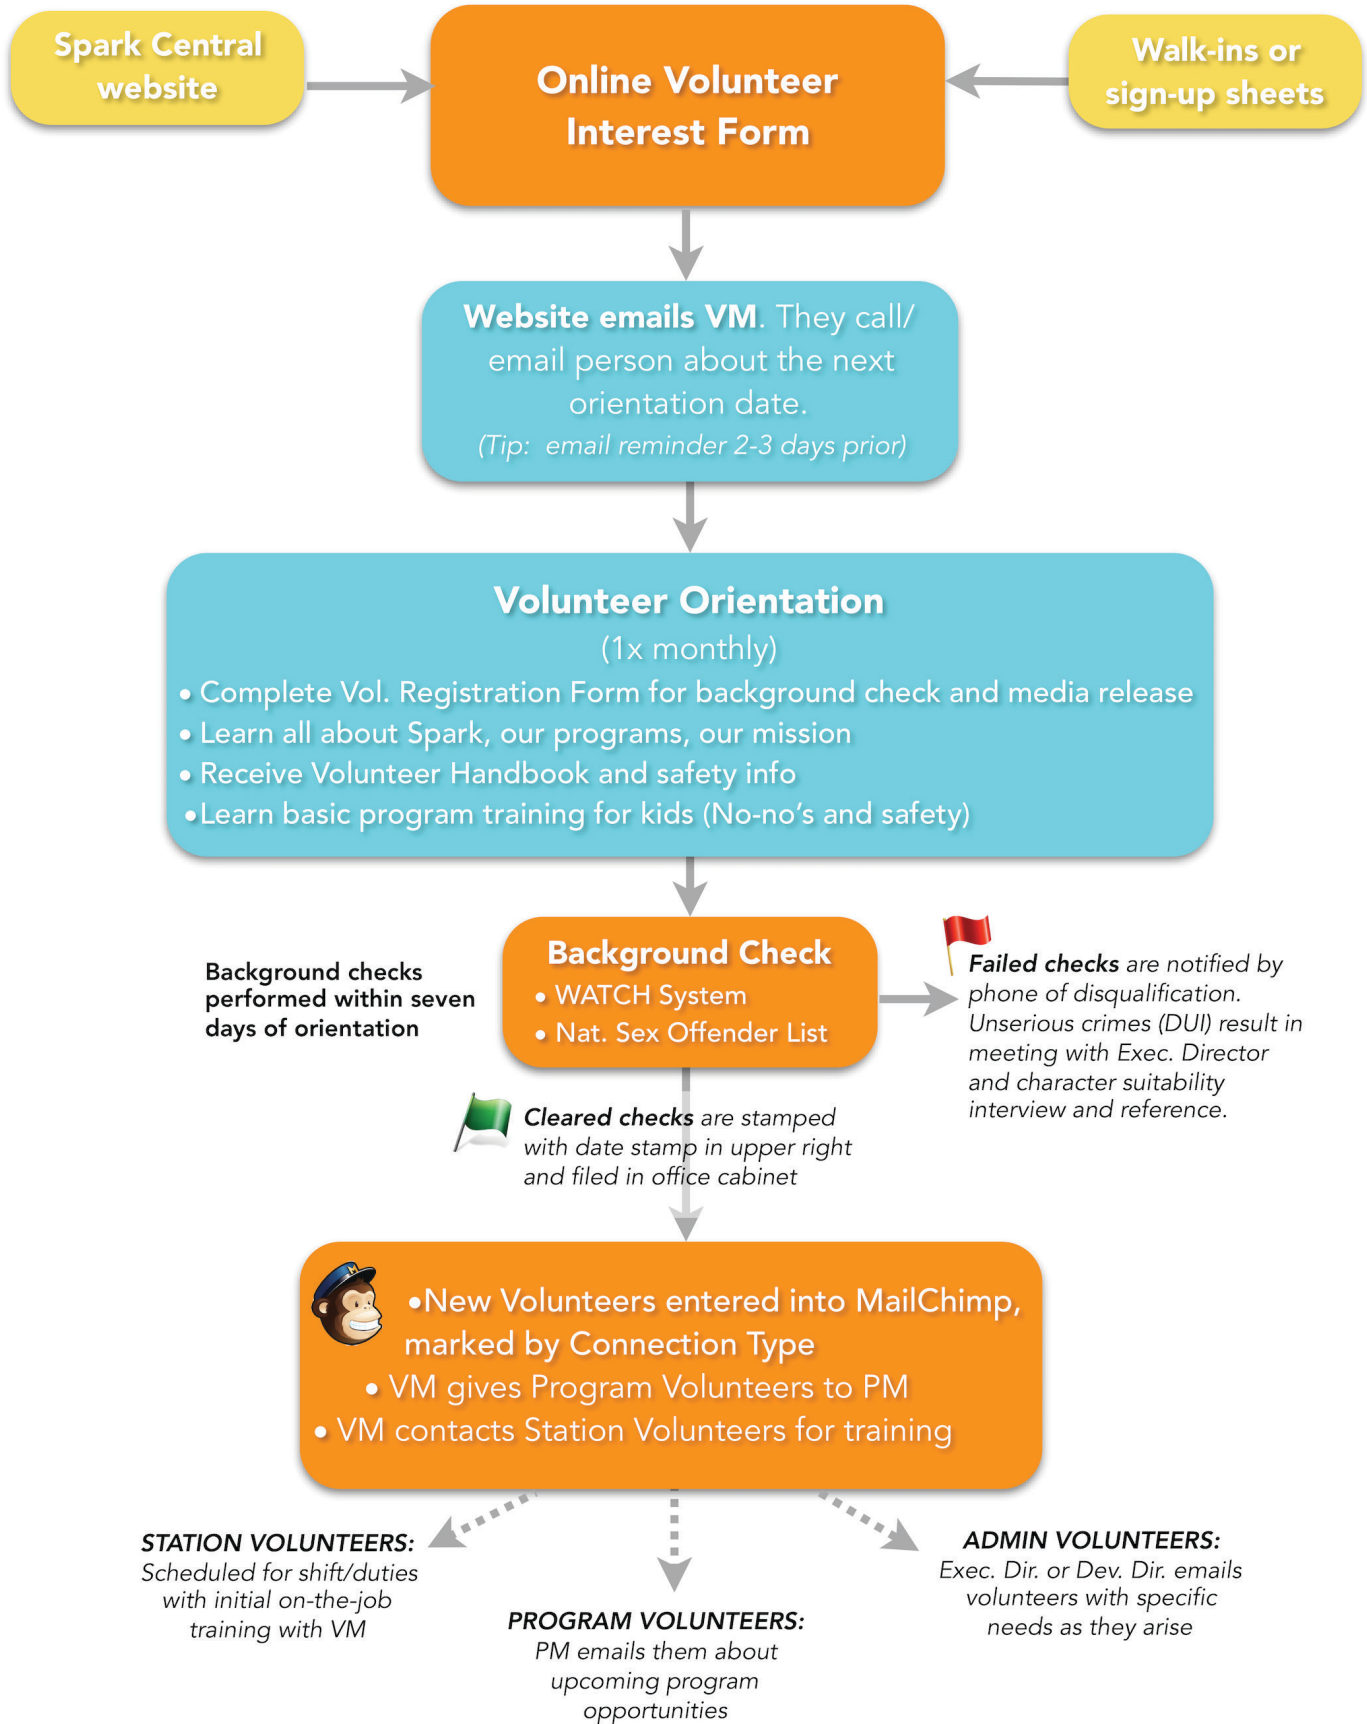 Spark Central
website
Online Volunteer
Interest Form
Walk-ins or
sign-up sheets
Website emails VM. They call/
email person about the next
orientation date.
(Tip:  email reminder 2-3 days prior)
Volunteer Orientation
(1x monthly)
• Complete Vol. Registration Form for background check and media release
• Learn all about Spark, our programs, our mission
• Receive Volunteer Handbook and safety info
•Learn basic program training for kids (No-no's and safety)
Background checks
performed within seven
days of orientation
Background Check
• WATCH System
• Nat. Sex Offender List
Failed checks are notified by
phone of disqualification.
Unserious crimes (DUI) result in
meeting with Exec. Director
and character suitability
interview and reference.
Cleared checks are stamped
with date stamp in upper right
and filed in office cabinet
•New Volunteers entered into MailChimp,
marked by Connection Type
• VM gives Program Volunteers to PM
• VM contacts Station Volunteers for training
STATION VOLUNTEERS:
Scheduled for shift/duties
with initial on-the-job
training with VM
PROGRAM VOLUNTEERS:
PM emails them about
upcoming program
opportunities
ADMIN VOLUNTEERS:
Exec. Dir. or Dev. Dir. emails
volunteers with specific
needs as they arise